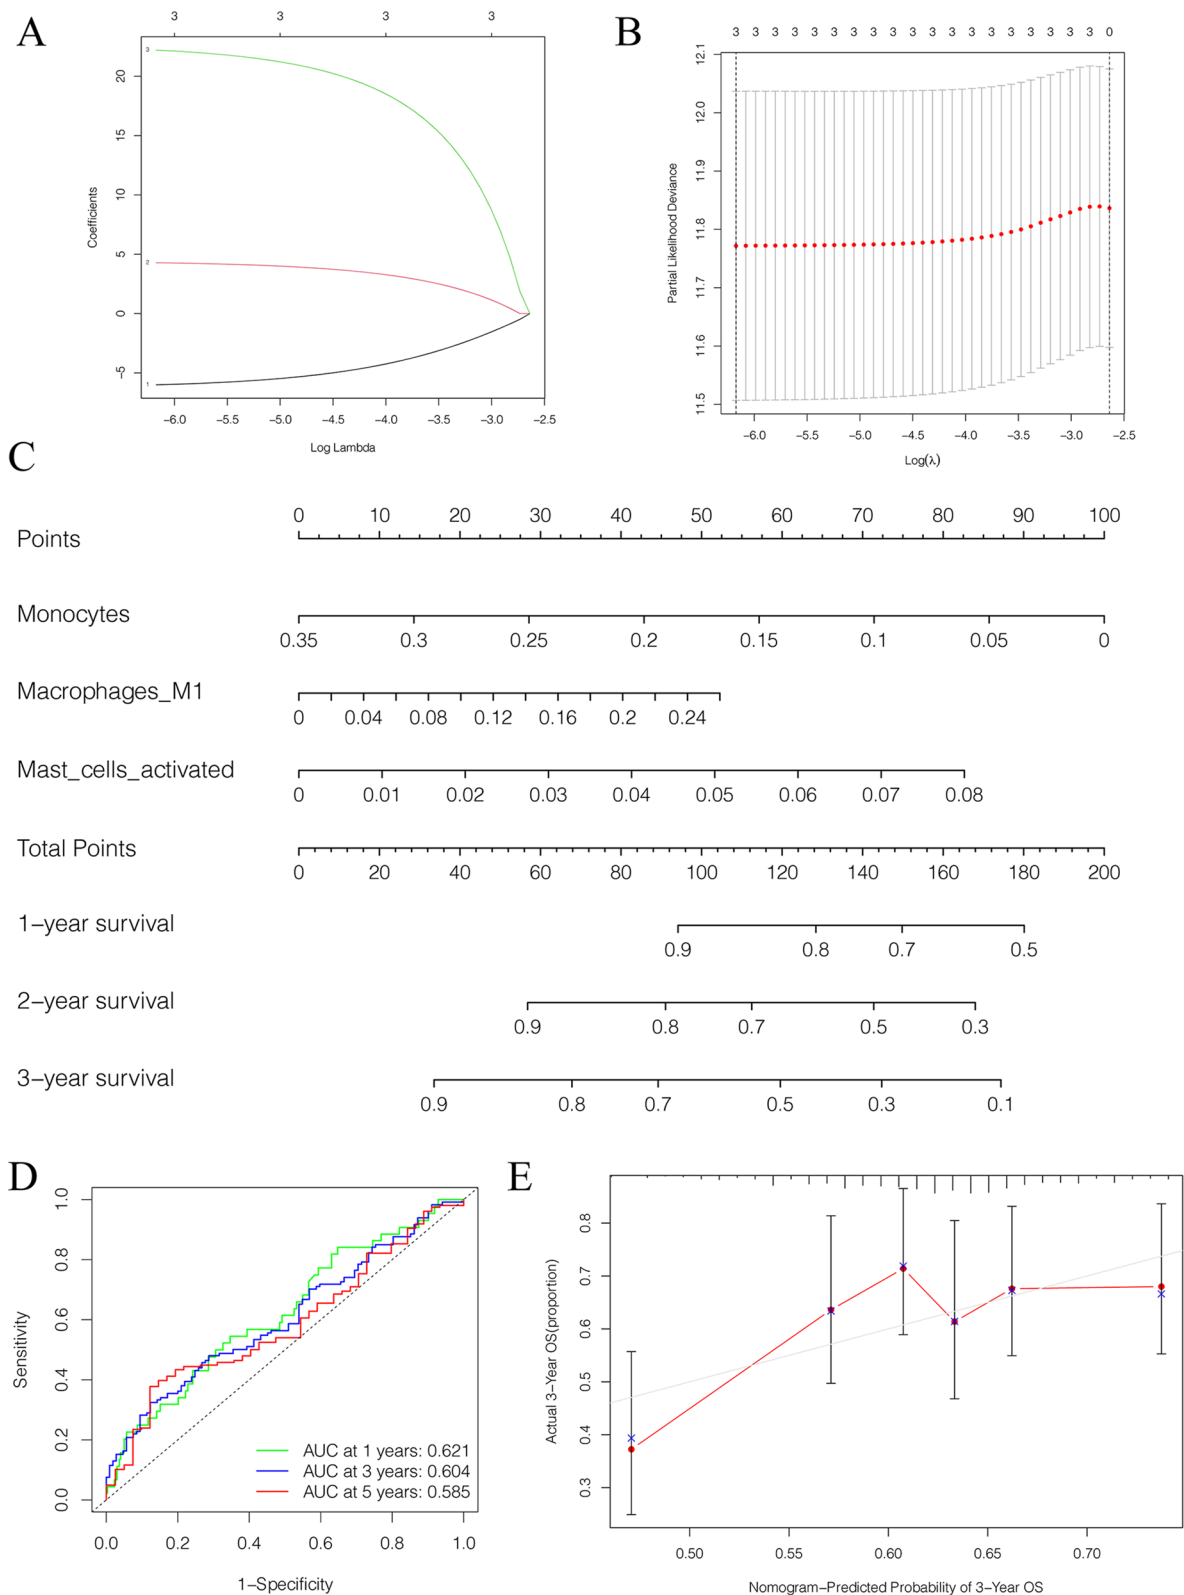 A
3 3 3 3
3
2
1
20
15
10
5
0
−5
Coefficients
−6.0 −5.5 −5.0 −4.5 −4.0 −3.5 −3.0 −2.5
Log Lambda
B
3 3 3 3 3 3 3 3 3 3 3 3 3 3 3 3 3 3 3 0
12.1
12.0
11.9
11.8
11.7
11.6
11.5
Partial Likelihood Deviance
−6.0 −5.5 −5.0 −4.5 −4.0 −3.5 −3.0 −2.5
Log(λ)
C
0 10 20 30 40 50 60 70 80 90 100
Points
Monocytes
0.35 0.3 0.25 0.2 0.15 0.1 0.05 0
Macrophages_M1
0 0.04 0.08 0.12 0.16 0.2 0.24
Mast_cells_activated
0 0.01 0.02 0.03 0.04 0.05 0.06 0.07 0.08
Total Points
0 20 40 60 80 100 120 140 160 180 200
1−year survival
0.9 0.8 0.7 0.5
2−year survival
0.9 0.8 0.7 0.5 0.3
3−year survival
0.9 0.8 0.7 0.5 0.3 0.1
D
1.0
0.8
0.6
0.4
0.2
0.0
Sensitivity
AUC at 1 years: 0.621
AUC at 3 years: 0.604
AUC at 5 years: 0.585
0.0 0.2 0.4 0.6 0.8 1.0
1−Specificity
E
0.8
0.7
0.6
0.5
0.4
0.3
Actual 3−Year OS(proportion)
0.50 0.55 0.60 0.65 0.70
Nomogram−Predicted Probability of 3−Year OS